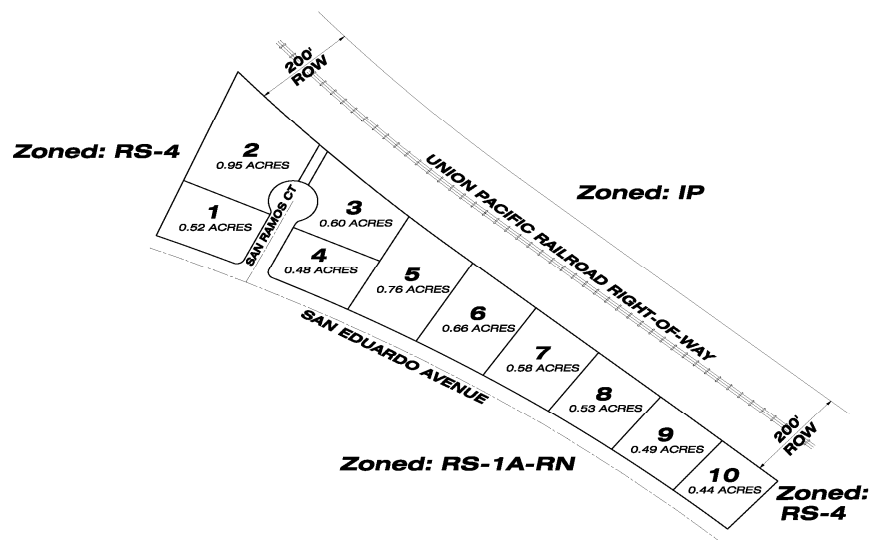 200'
ROW
Zoned: RS-4
2
0.95 ACRES
UNION PACIFIC RAILROAD RIGHT-OF-WAY
Zoned: IP
1
0.52 ACRES
SAN RAMOS CT
3
0.60 ACRES
4
0.48 ACRES
5
0.76 ACRES
6
0.66 ACRES
SAN EDUARDO AVENUE
7
0.58 ACRES
8
0.53 ACRES
9
0.49 ACRES
200'
ROW
Zoned: RS-1A-RN
10
0.44 ACRES
Zoned:
RS-4